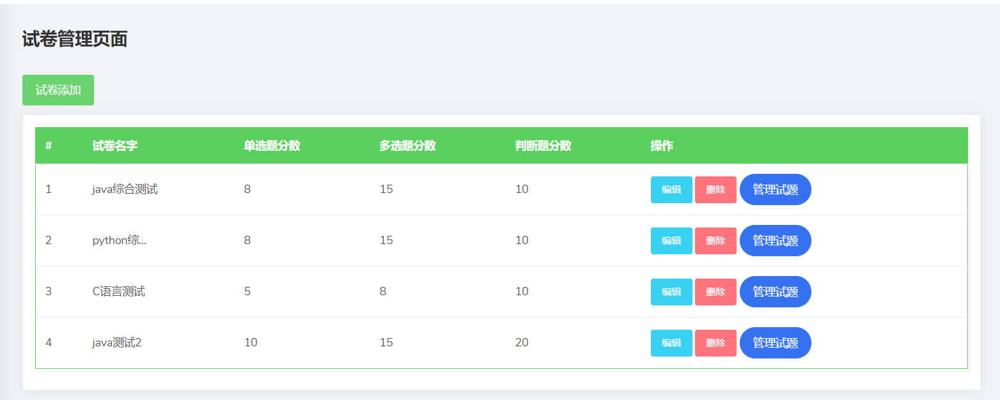 试卷管理页面
试卷添加
# 试卷名字 单选题分数 多选题分数 判断题分数 操作
1 java综合测试 8 15 10 编辑 删除 管理试题
2 python综... 8 15 10 编辑 删除 管理试题
3 C语言测试 5 8 10 编辑 删除 管理试题
4 java测试2 10 15 20 编辑 删除 管理试题